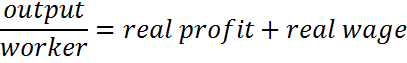 output
worker = real profit + real wage